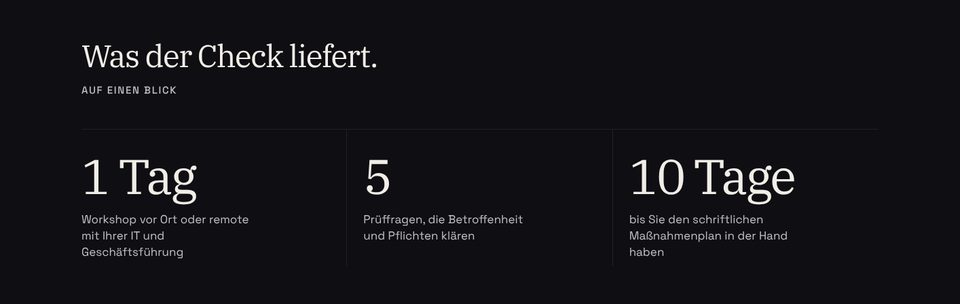 Was der Check liefert.
AUF EINEN BLICK
1 Tag
Workshop vor Ort oder remote
mit Ihrer IT und
Geschäftsführung
5
Prüffragen, die Betroffenheit
und Pflichten klären
10 Tage
bis Sie den schriftlichen
Maßnahmenplan in der Hand
haben